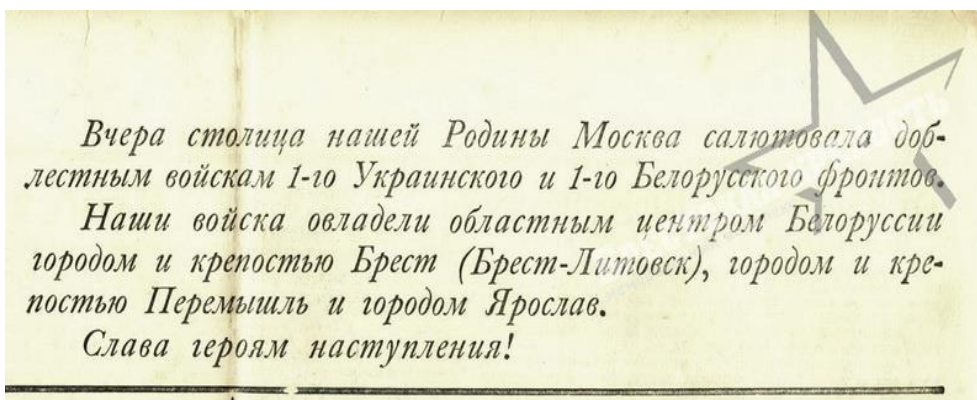 Вчера столица нашей Родины Москва салютовала доб-
лестным войскам 1-го Украинского и 1-го Белорусского фронтов.
Наши войска овладели областным центром Белоруссии
городом и крепостью Брест (Брест-Литовск), городом и кре-
постью Перемышль и городом Ярослав.
Слава героям наступления!